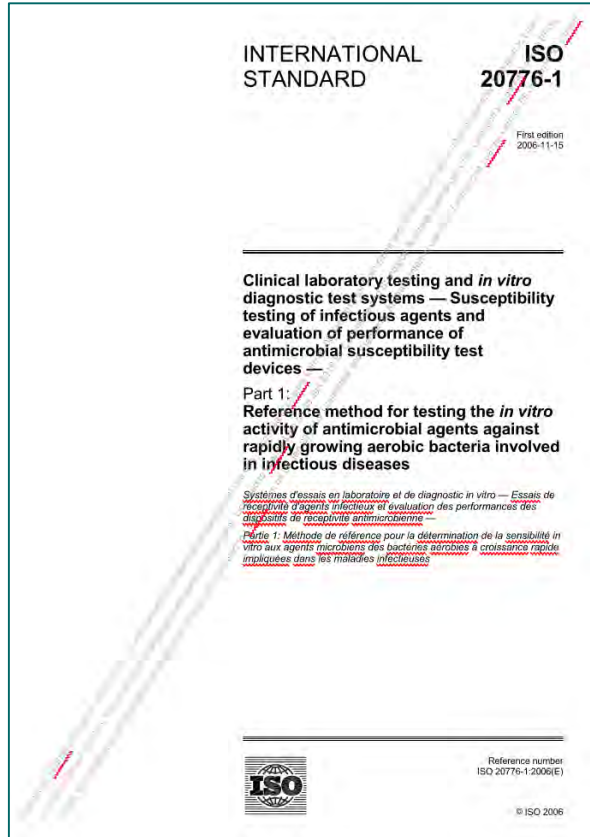 INTERNATIONAL
STANDARD
ISO
20776-1
First edition
2006-11-15
Clinical laboratory testing and in vitro
diagnostic test systems — Susceptibility
testing of infectious agents and
evaluation of performance of
antimicrobial susceptibility test
devices —
Part 1:
Reference method for testing the in vitro
activity of antimicrobial agents against
rapidly growing aerobic bacteria involved
in infectious diseases
Systèmes d'essais en laboratoire et de diagnostic in vitro — Essais de
réceptivité d'agents infectieux et évaluation des performances des
dispositifs de réceptivité antimicrobienne —
Partie 1: Méthode de référence pour la détermination de la sensibilité in
vitro aux agents microbiens des bactéries aérobies à croissance rapide
impliquées dans les maladies infectieuses
ISO
Reference number
ISO 20776-1:2006(E)
© ISO 2006